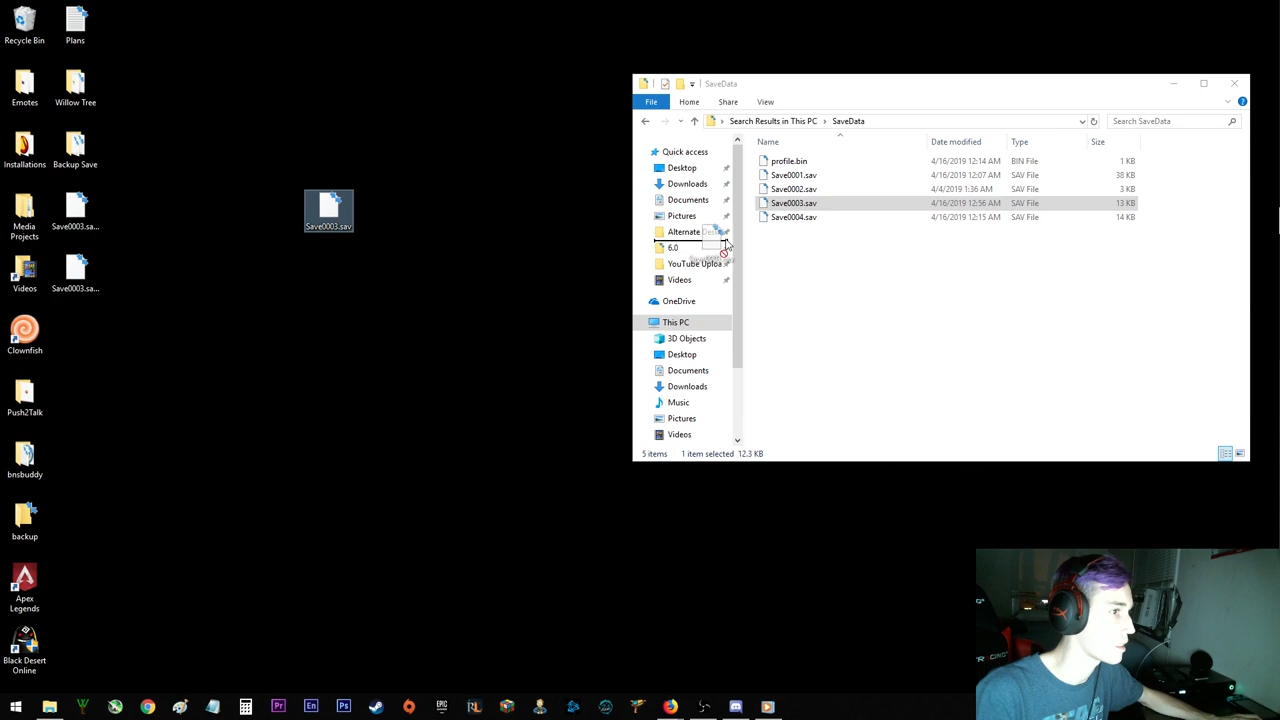 Recycle Bin
Plans
Emotes
Willow Tree
Installations
Backup Save
Media
Projects
Save0003.sa...
Videos
Save0003.sa...
Clownfish
Push2Talk
bnsbuddy
backup
Apex
Legends
Black Desert
Online
Save0003.sav
SaveData
File
Home
Share
View
Search Results in This PC
SaveData
Search SaveData
Quick access
Desktop
Downloads
Documents
Pictures
Alternate
6.0
YouTube Uploa
Videos
OneDrive
This PC
3D Objects
Desktop
Documents
Downloads
Music
Pictures
Videos
Name Date modified Type Size
profile.bin 4/16/2019 12:14 AM BIN File 1 KB
Save0001.sav 4/16/2019 12:07 AM SAV File 38 KB
Save0002.sav 4/4/2019 1:36 AM SAV File 3 KB
Save0003.sav 4/16/2019 12:56 AM SAV File 13 KB
Save0004.sav 4/16/2019 12:15 AM SAV File 14 KB
5 items 1 item selected 12.3 KB
Pr
En
Ps
EPIC
RL